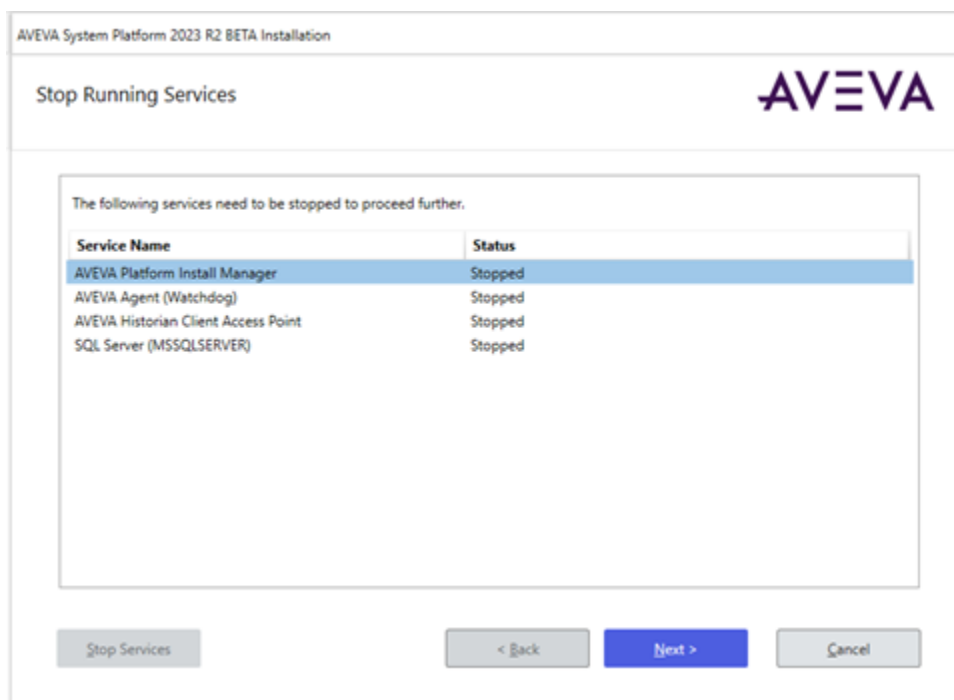 AVEVA System Platform 2023 R2 BETA Installation
Stop Running Services
AVEVA
The following services need to be stopped to proceed further.
Service Name Status
AVEVA Platform Install Manager Stopped
AVEVA Agent (Watchdog) Stopped
AVEVA Historian Client Access Point Stopped
SQL Server (MSSQLSERVER) Stopped
Stop Services < Back Next > Cancel